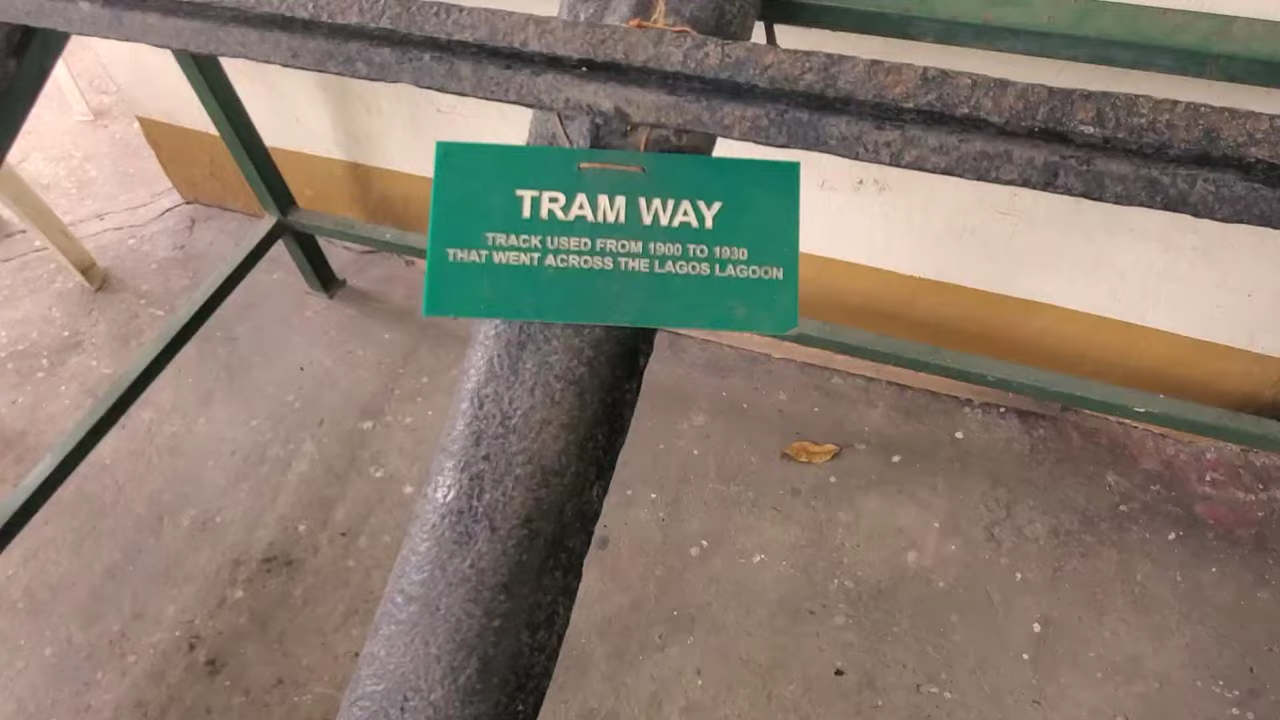 TRAM WAY
TRACK USED FROM 1900 TO 1930
THAT WENT ACROSS THE LAGOS LAGOON